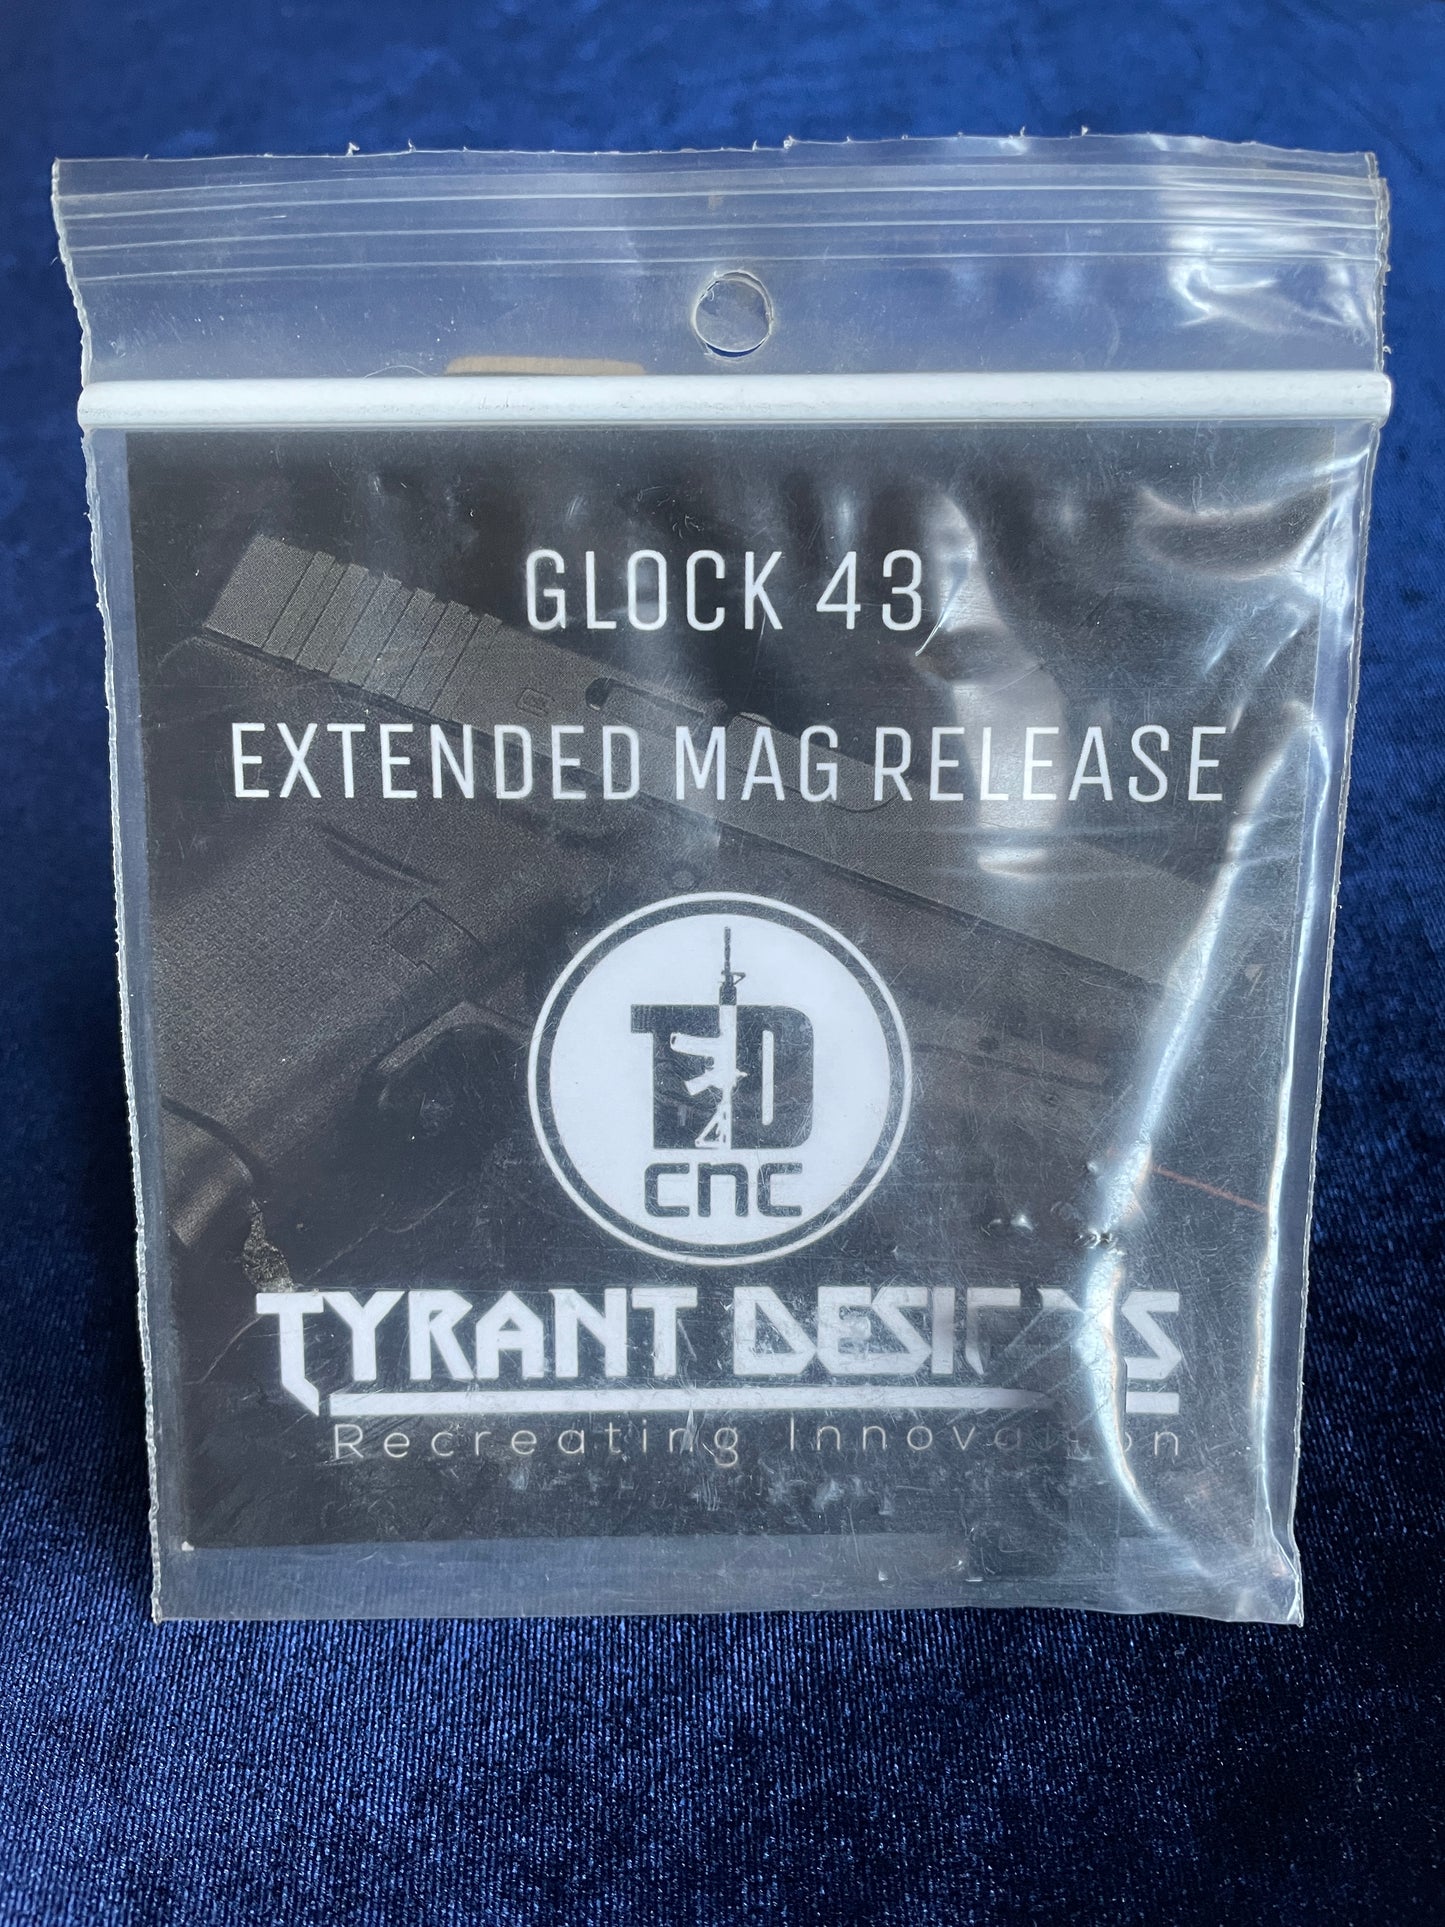 GLOCK 43
EXTENDED MAG RELEASE
TD
CNC
TYRANT DESIGNS
Recreating Innovation